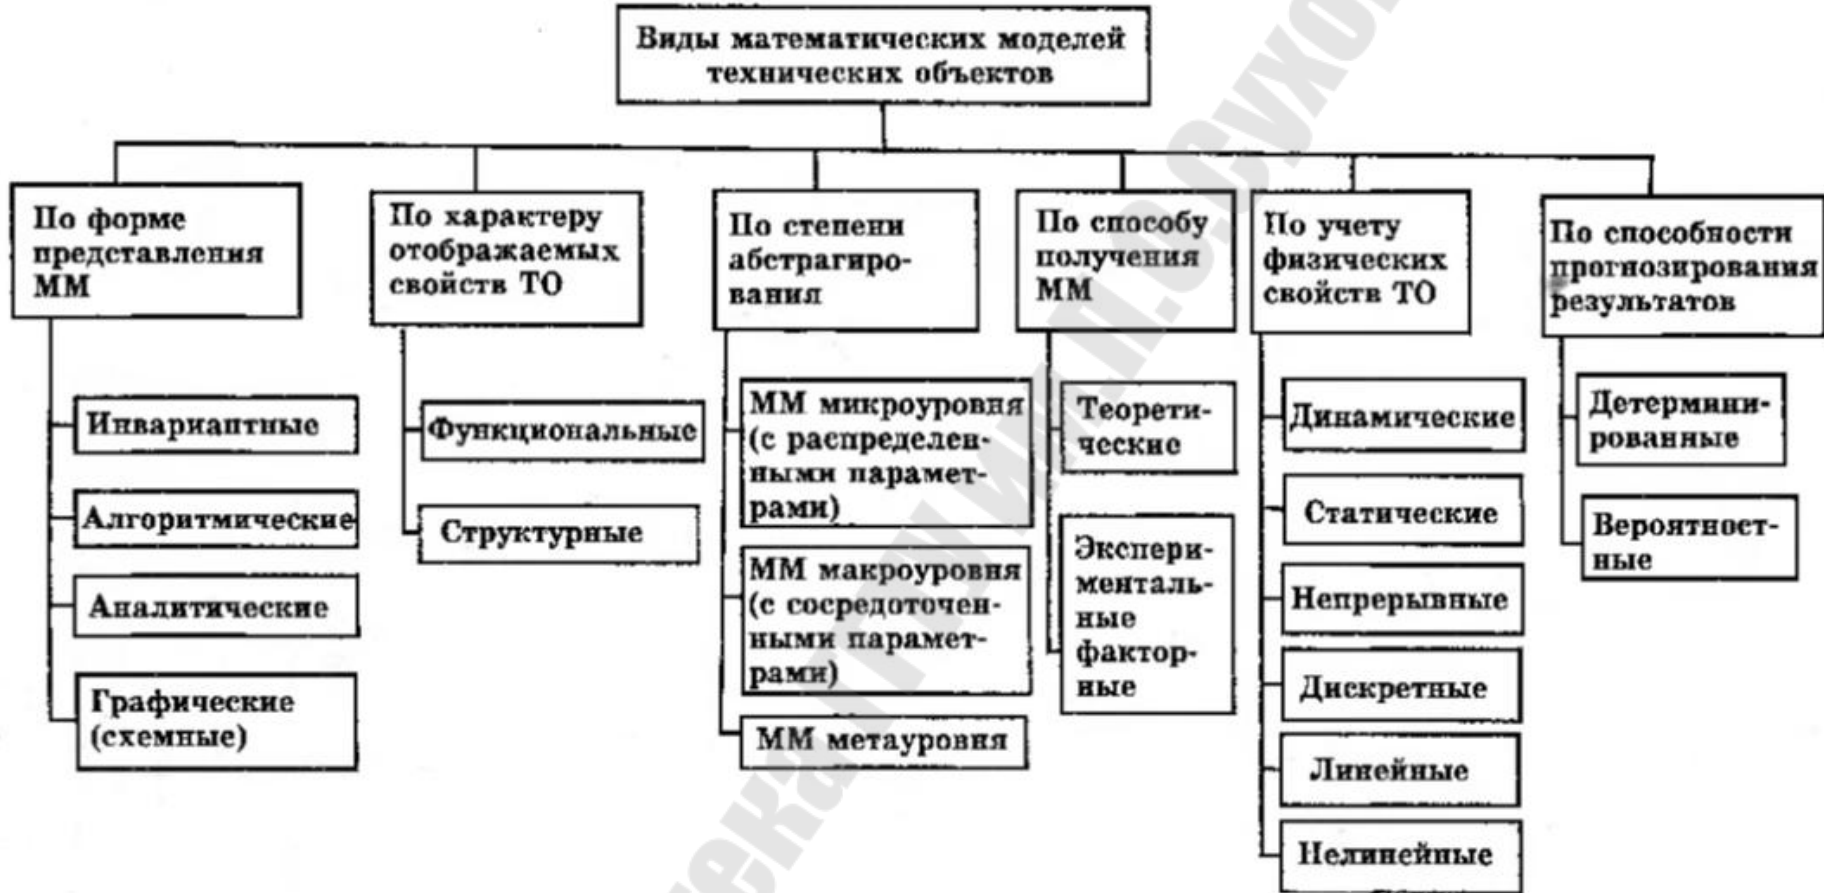 Виды математических моделей
технических объектов
По форме
представления
ММ
Инвариантные
Алгоритмические
Аналитические
Графические
(схемные)
По характеру
отображаемых
свойств ТО
Функциональные
Структурные
По степени
абстрагиро-
вания
ММ микроуровня
(с распределен-
ными парамет-
рами)
ММ макроуровня
(с сосредоточен-
ными парамет-
рами)
ММ метауровня
По способу
получения
ММ
Теорети-
ческие
Экспери-
менталь-
ные
фактор-
ные
По учету
физических
свойств ТО
Динамические
Статические
Непрерывные
Дискретные
Линейные
Нелинейные
По способности
прогнозирования
результатов
Детермини-
рованные
Вероятност-
ные